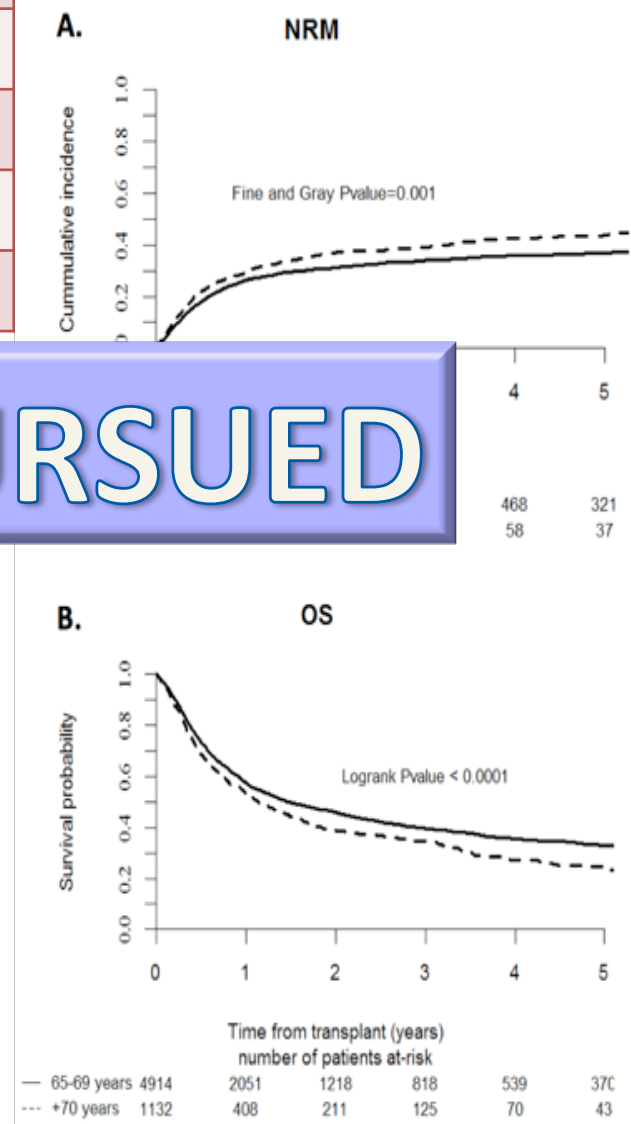 A.
NRM
Cummulative incidence
1.0
0.8
0.6
0.4
0.2
Fine and Gray Pvalue=0.001
4 5
RSUED
468 321
58 37
B.
OS
Survival probability
1.0
0.8
0.6
0.4
0.2
0.0
Logrank Pvalue < 0.0001
0 1 2 3 4 5
Time from transplant (years)
number of patients at-risk
65-69 years 4914 2051 1218 818 539 370
+70 years 1132 408 211 125 70 43